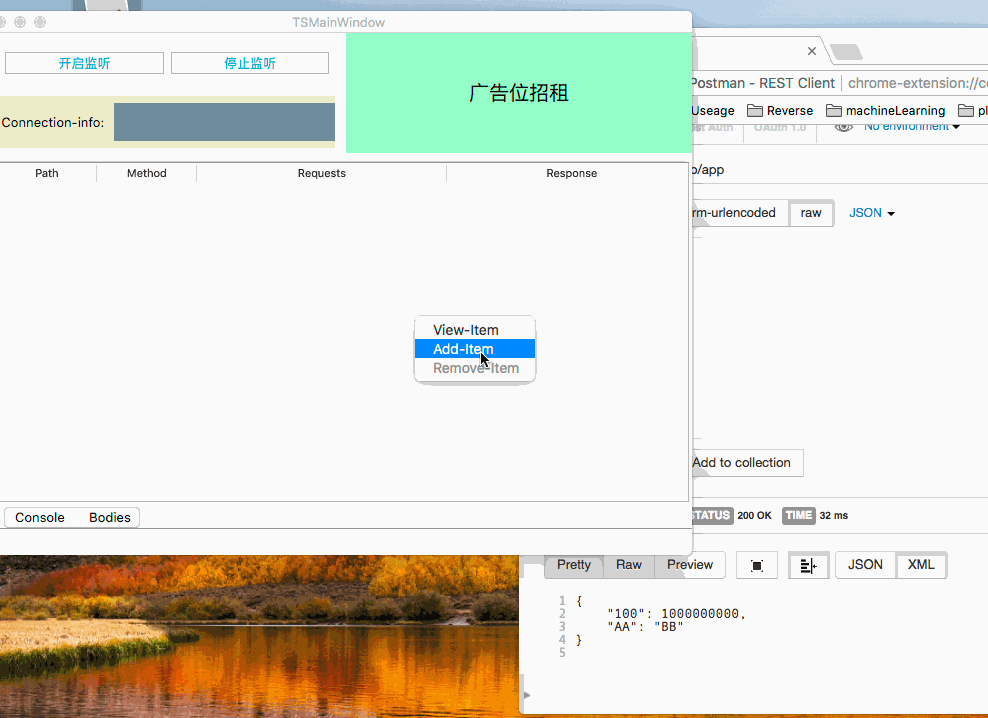 TSMainWindow
开启监听
停止监听
广告位招租
Connection-info:
Path
Method
Requests
Response
View-Item
Add-Item
Remove-Item
Console
Bodies
Postman - REST Client
chrome-extension://c
Useage
Reverse
machineLearning
pl
Auth
OAuth 1.0
No environment
o/app
rm-urlencoded
raw
JSON
Add to collection
STATUS 200 OK TIME 32 ms
Pretty
Raw
Preview
JSON
XML
1 {
2 "100": 1000000000,
3 "AA": "BB"
4 }
5